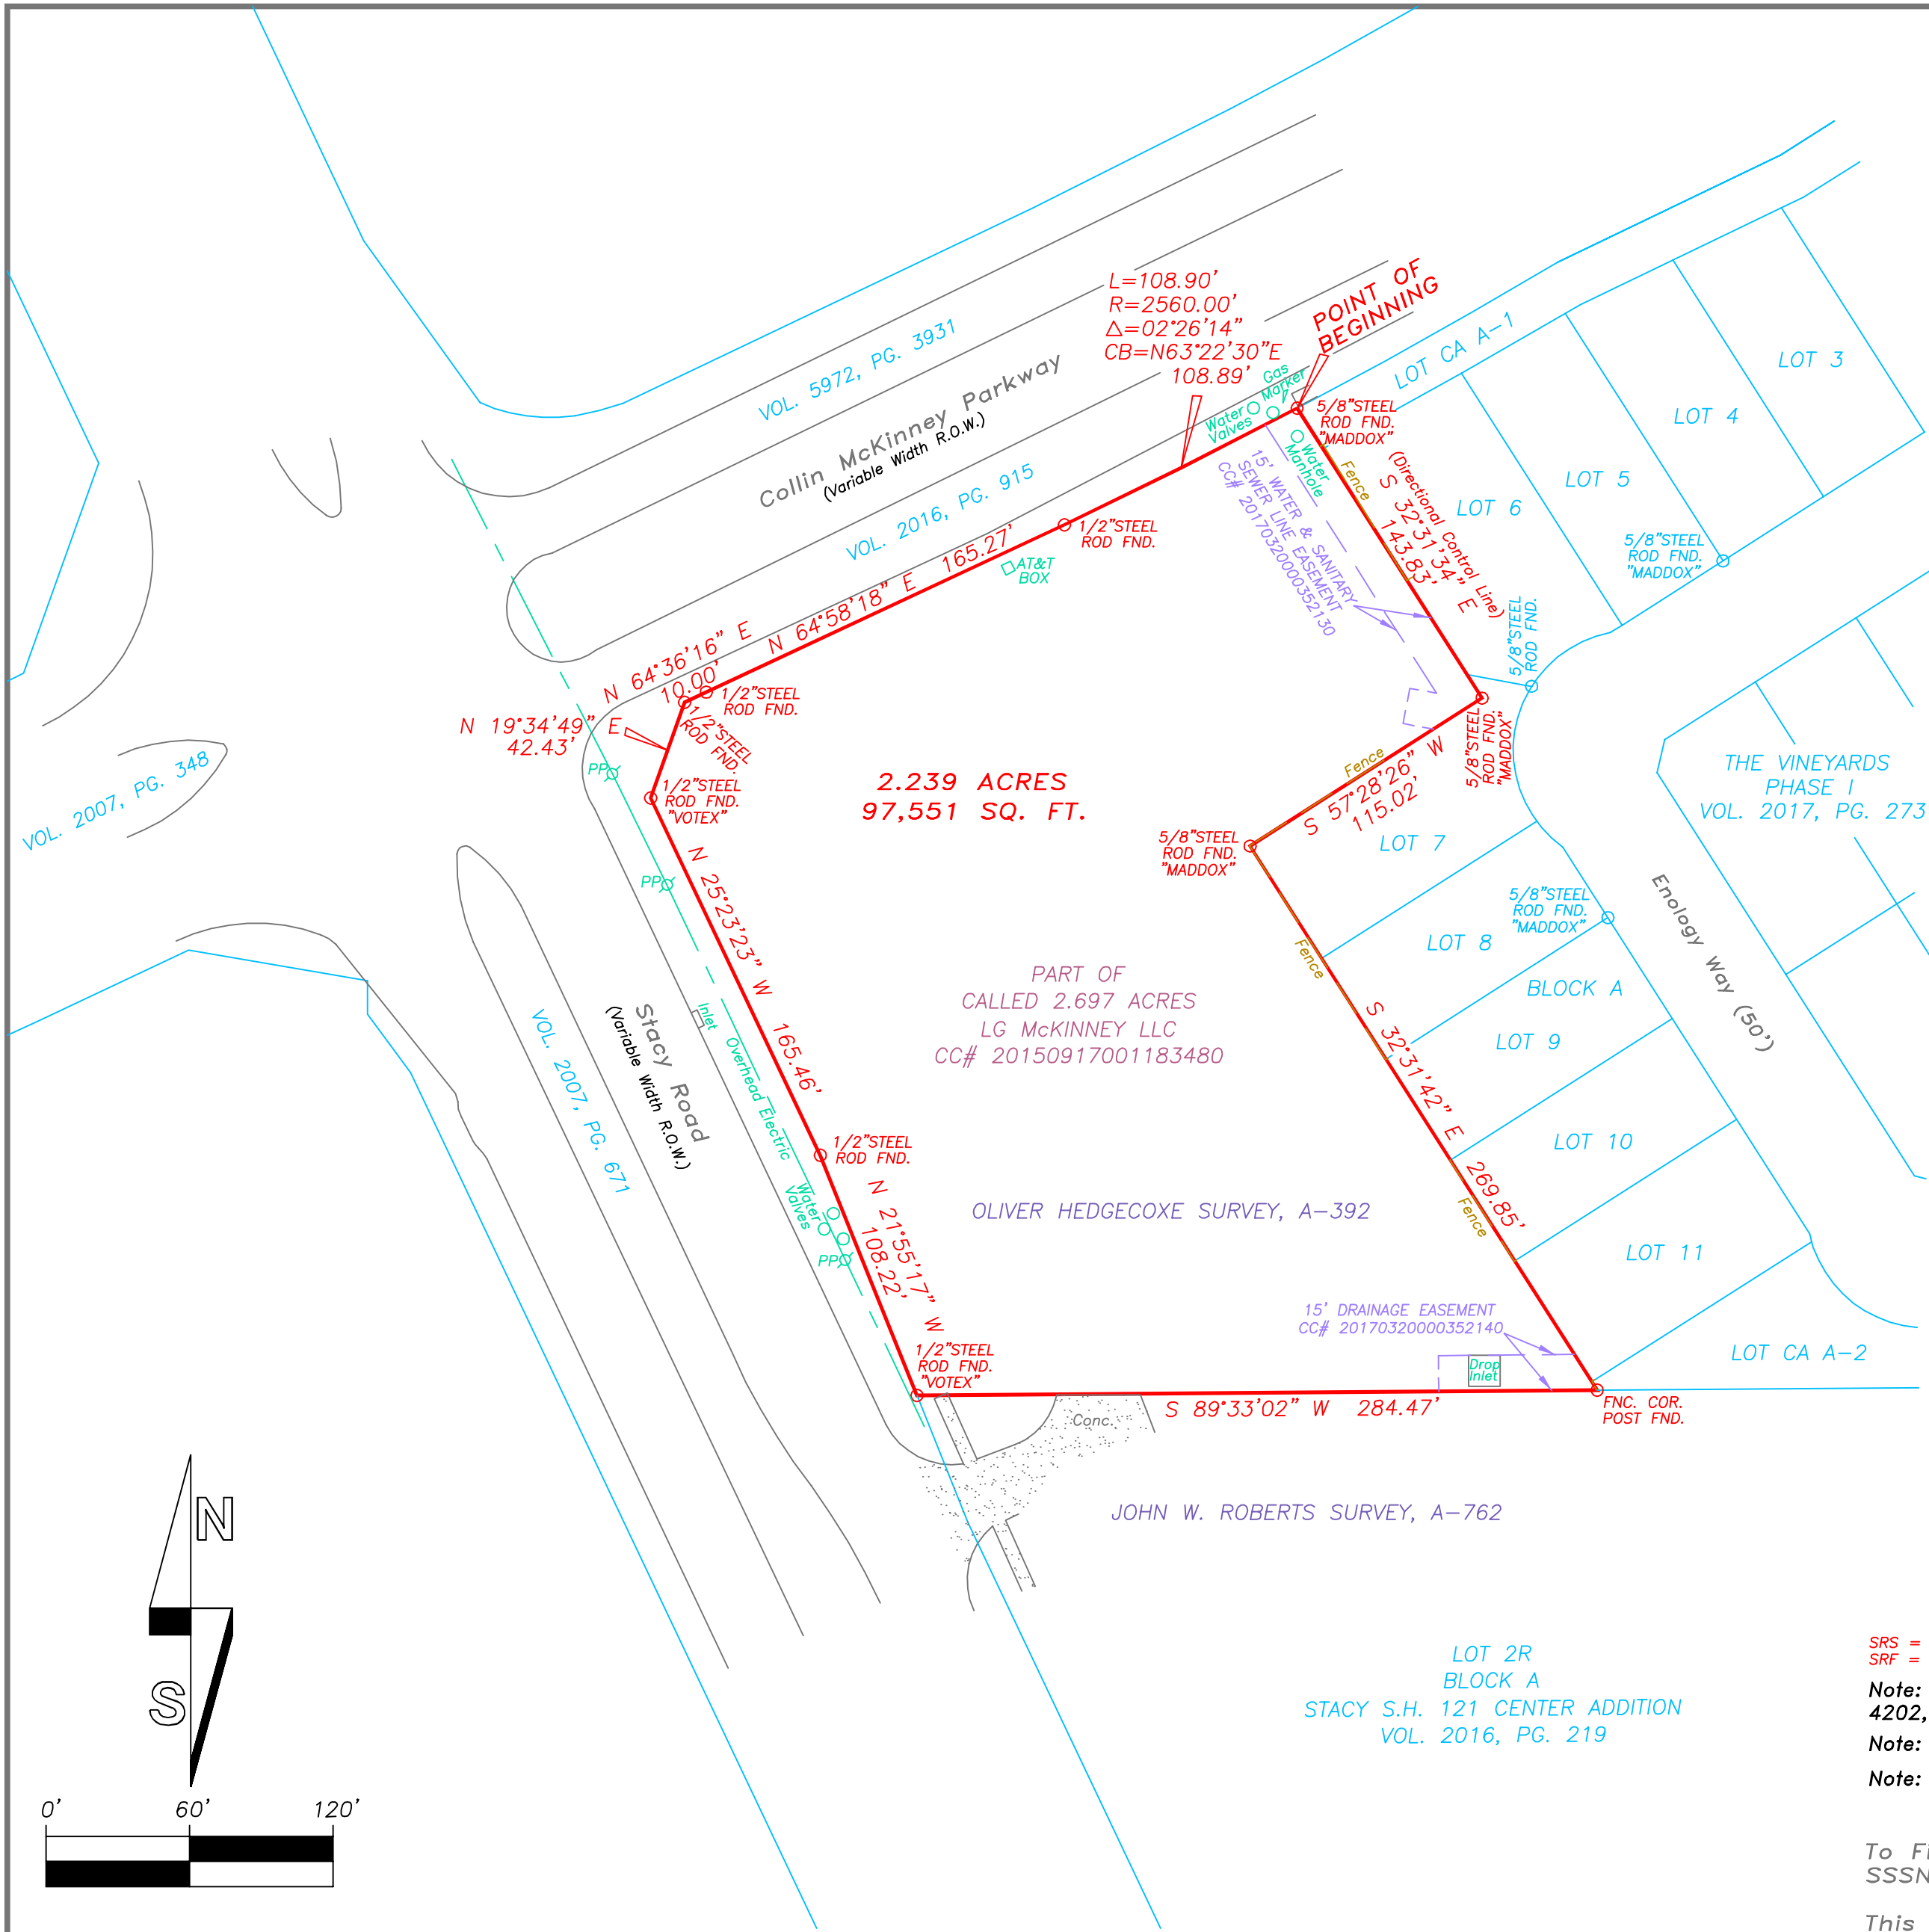 L=108.90'
R=2560.00'
Δ=02°26'14"
CB=N63°22'30"E
108.89'
POINT OF
BEGINNING
VOL. 5972, PG. 3931
Collin McKinney Parkway
(Variable Width R.O.W.)
VOL. 2016, PG. 915
Gas
Marker
Water
Valves
5/8"STEEL
ROD FND.
"MADDOX"
Water
Manhole
LOT CA A-1
LOT 3
LOT 4
LOT 5
LOT 6
5/8"STEEL
ROD FND.
"MADDOX"
1/2"STEEL
ROD FND.
AT&T
BOX
15' WATER & SANITARY
SEWER LINE EASEMENT
CC# 20170320000352130
Fence
(Directional Control Line)
S 32°31'34" E
143.83'
5/8"STEEL
ROD FND.
N 64°58'18" E 165.27'
N 64°36'16" E
10.00'
1/2"STEEL
ROD FND.
1/2"STEEL
ROD FND.
N 19°34'49" E
42.43'
PP
1/2"STEEL
ROD FND.
"VOTEX"
2.239 ACRES
97,551 SQ. FT.
5/8"STEEL
ROD FND.
"MADDOX"
Fence
S 57°28'26" W
115.02'
5/8"STEEL
ROD FND.
"MADDOX"
THE VINEYARDS
PHASE I
VOL. 2017, PG. 273
VOL. 2007, PG. 348
LOT 7
PP
N 25°23'23" W 165.46'
5/8"STEEL
ROD FND.
"MADDOX"
LOT 8
Fence
Enology Way (50')
BLOCK A
LOT 9
PART OF
CALLED 2.697 ACRES
LG McKINNEY LLC
CC# 20150917001183480
Inlet
Overhead Electric
Stacy Road
(Variable Width R.O.W.)
VOL. 2007, PG. 671
S 32°31'42" E 269.85'
LOT 10
1/2"STEEL
ROD FND.
Water
Valves
PP
N 21°55'17" W
108.22'
OLIVER HEDGECOXE SURVEY, A-392
Fence
LOT 11
15' DRAINAGE EASEMENT
CC# 20170320000352140
LOT CA A-2
1/2"STEEL
ROD FND.
"VOTEX"
Drop
Inlet
S 89°33'02" W 284.47'
FNC. COR.
POST FND.
Conc.
JOHN W. ROBERTS SURVEY, A-762
N
S
0' 60' 120'
LOT 2R
BLOCK A
STACY S.H. 121 CENTER ADDITION
VOL. 2016, PG. 219
SRS =
SRF =
Note:
4202,
Note:
Note:
To
SSSN
This